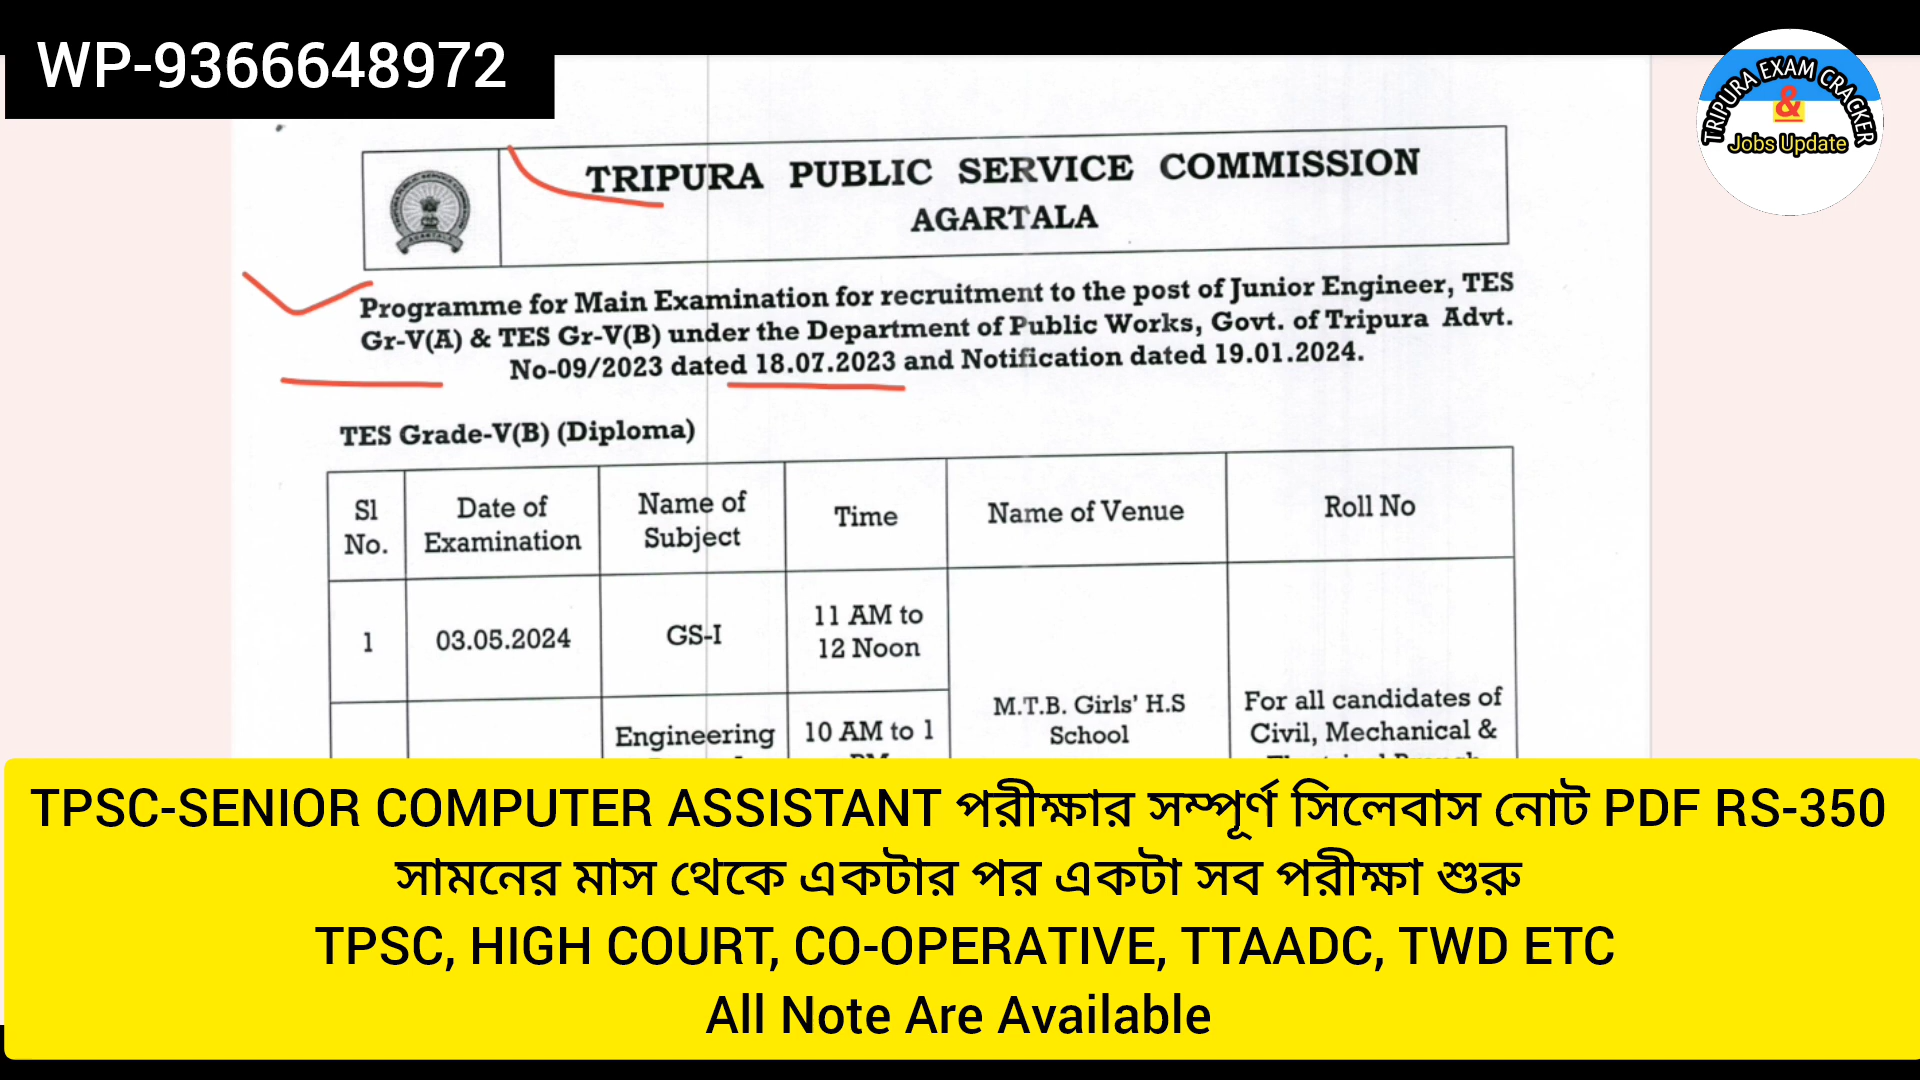 WP-9366648972
TRIPURA EXAM CRACKER
&
Jobs Update
TRIPURA PUBLIC SERVICE COMMISSION
AGARTALA
Programme for Main Examination for recruitment to the post of Junior Engineer, TES
Gr-V(A) & TES Gr-V(B) under the Department of Public Works, Govt. of Tripura Advt.
No-09/2023 dated 18.07.2023 and Notification dated 19.01.2024.
TES Grade-V(B) (Diploma)
Sl No.
Date of Examination
Name of Subject
Time
Name of Venue
Roll No
1
03.05.2024
GS-I
11 AM to
12 Noon
Engineering
10 AM to 1
M.T.B. Girls' H.S
School
For all candidates of
Civil, Mechanical &
TPSC-SENIOR COMPUTER ASSISTANT পরীক্ষার সম্পূর্ণ সিলেবাস নোট PDF RS-350
সামনের মাস থেকে একটার পর একটা সব পরীক্ষা শুরু
TPSC, HIGH COURT, CO-OPERATIVE, TTAADC, TWD ETC
All Note Are Available